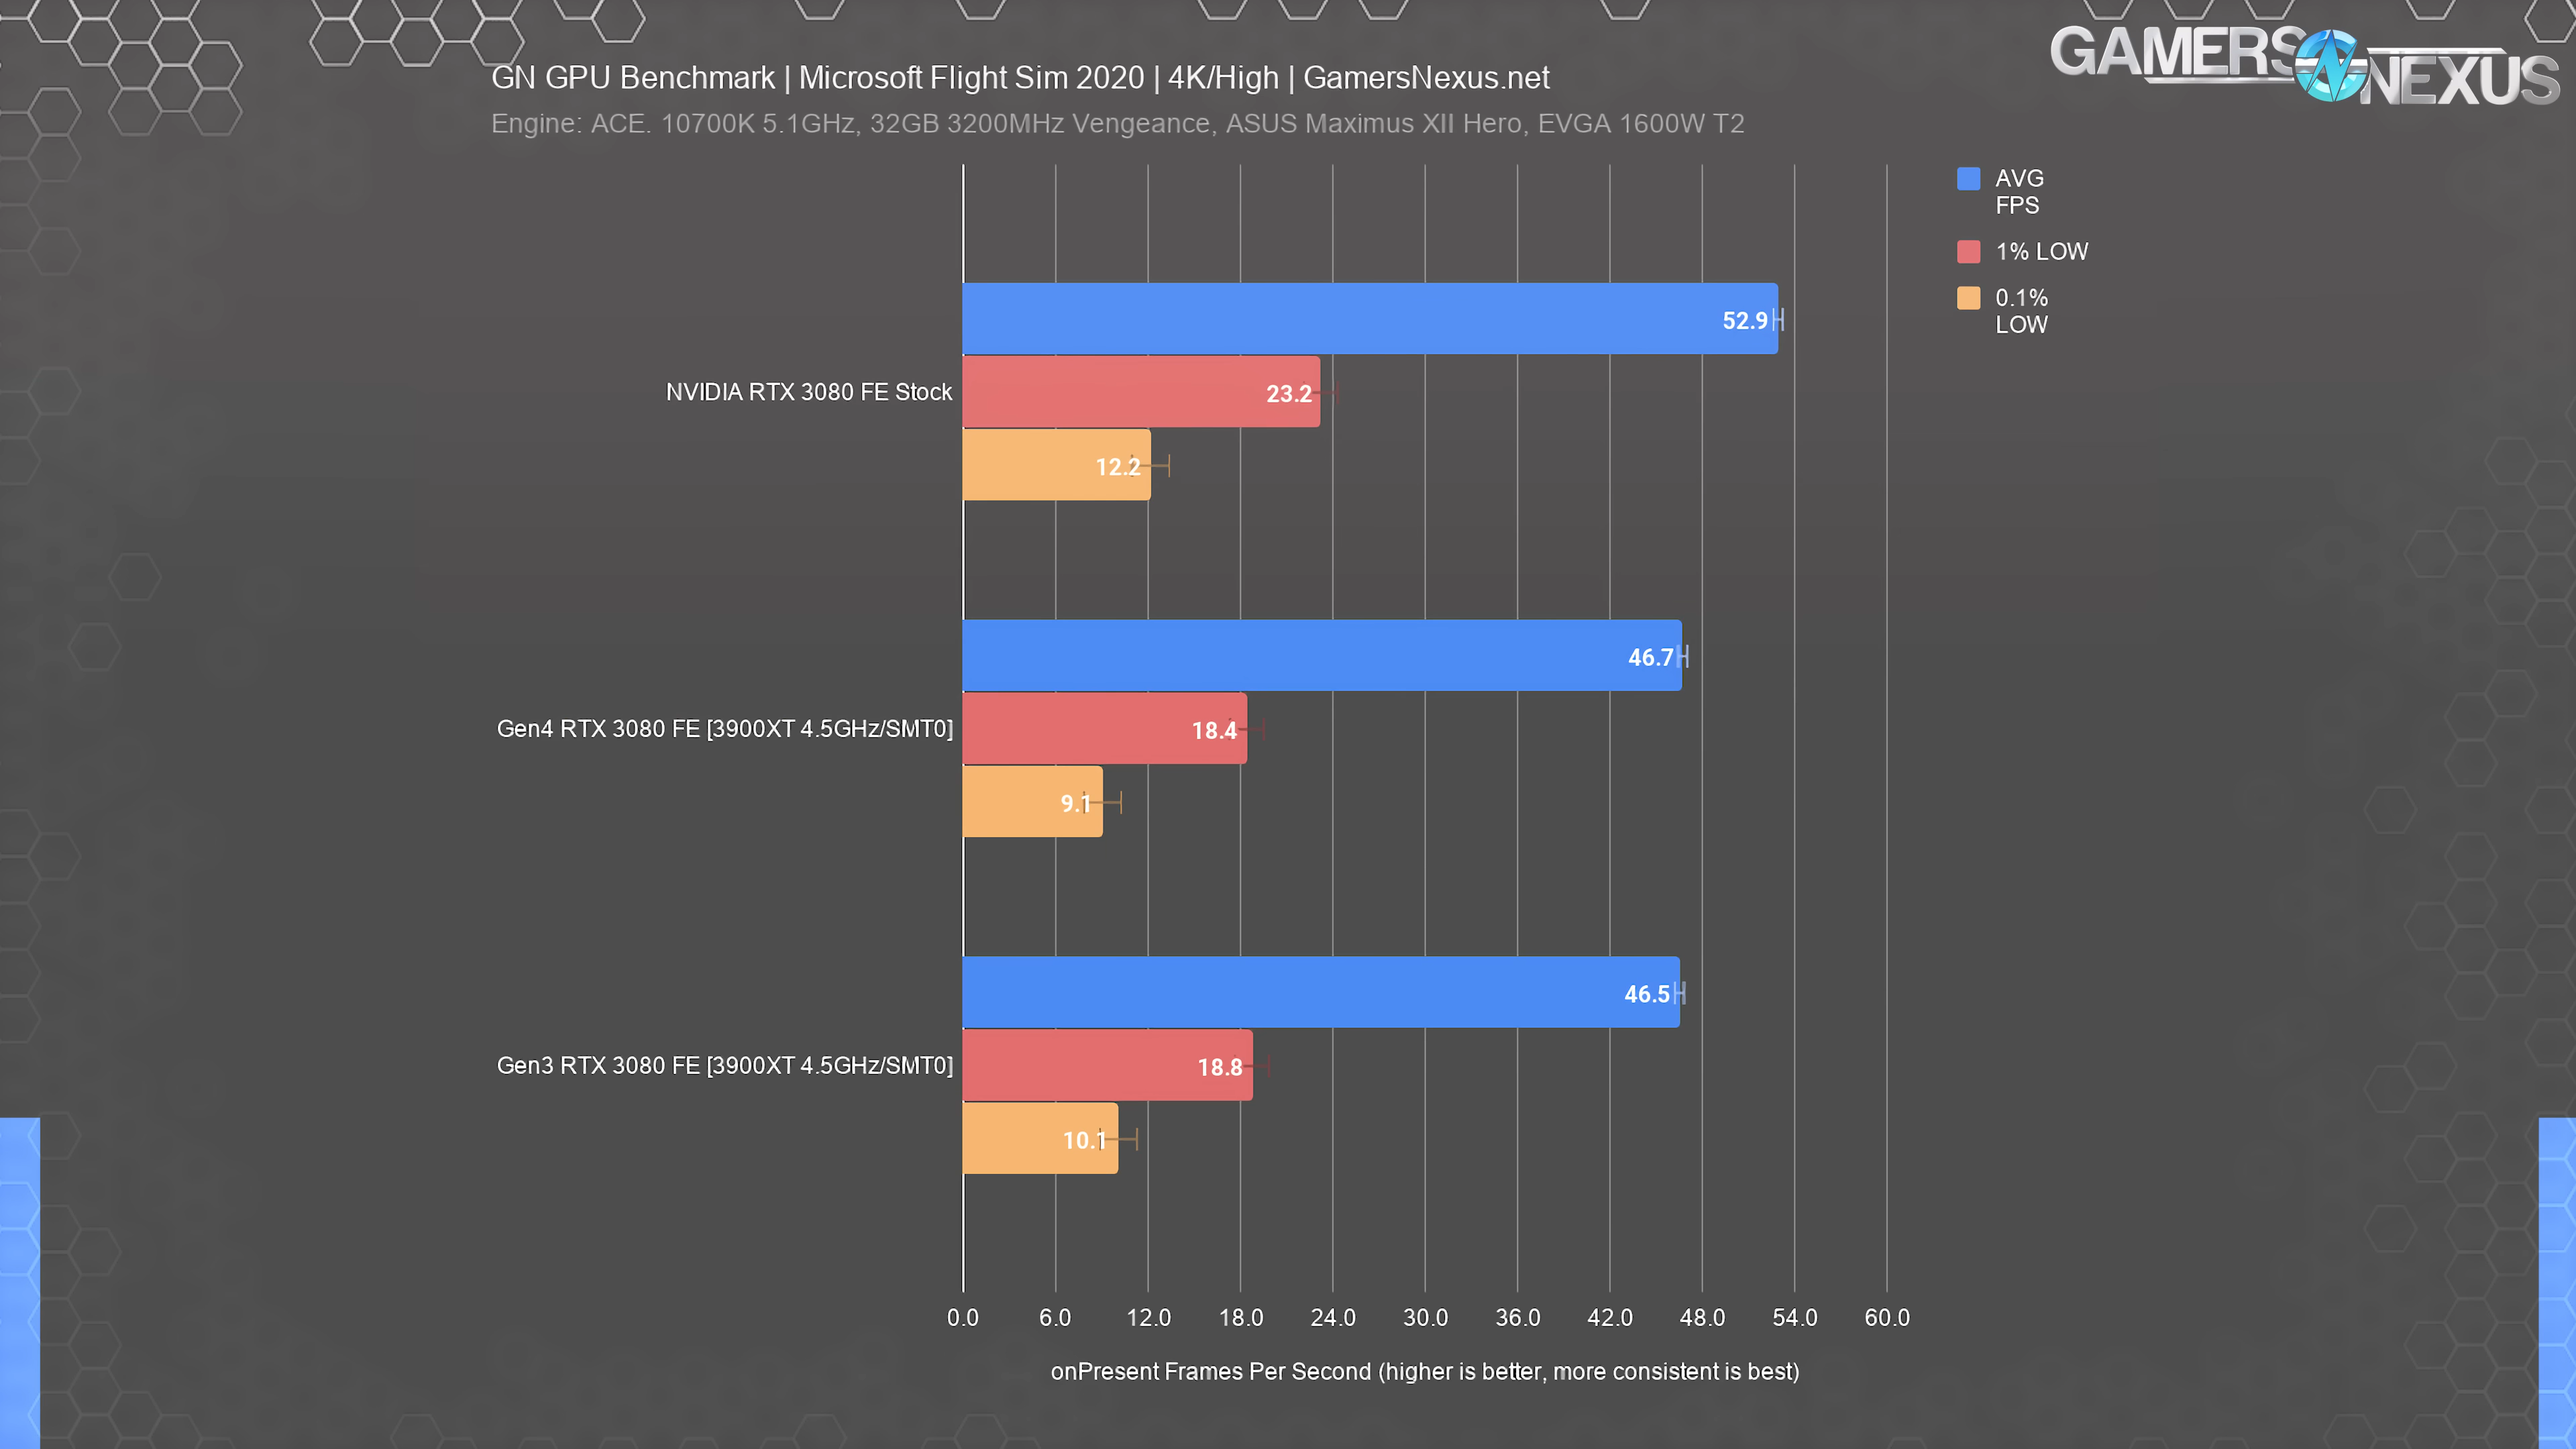 GAMERS NEXUS
GN GPU Benchmark | Microsoft Flight Sim 2020 | 4K/High | GamersNexus.net
Engine: ACE. 10700K 5.1GHz, 32GB 3200MHz Vengeance, ASUS Maximus XII Hero, EVGA 1600W T2
AVG
FPS
1% LOW
0.1%
LOW
NVIDIA RTX 3080 FE Stock
52.9
23.2
12.2
Gen4 RTX 3080 FE [3900XT 4.5GHz/SMT0]
46.7
18.4
9.1
Gen3 RTX 3080 FE [3900XT 4.5GHz/SMT0]
46.5
18.8
10.1
0.0 6.0 12.0 18.0 24.0 30.0 36.0 42.0 48.0 54.0 60.0
onPresent Frames Per Second (higher is better, more consistent is best)